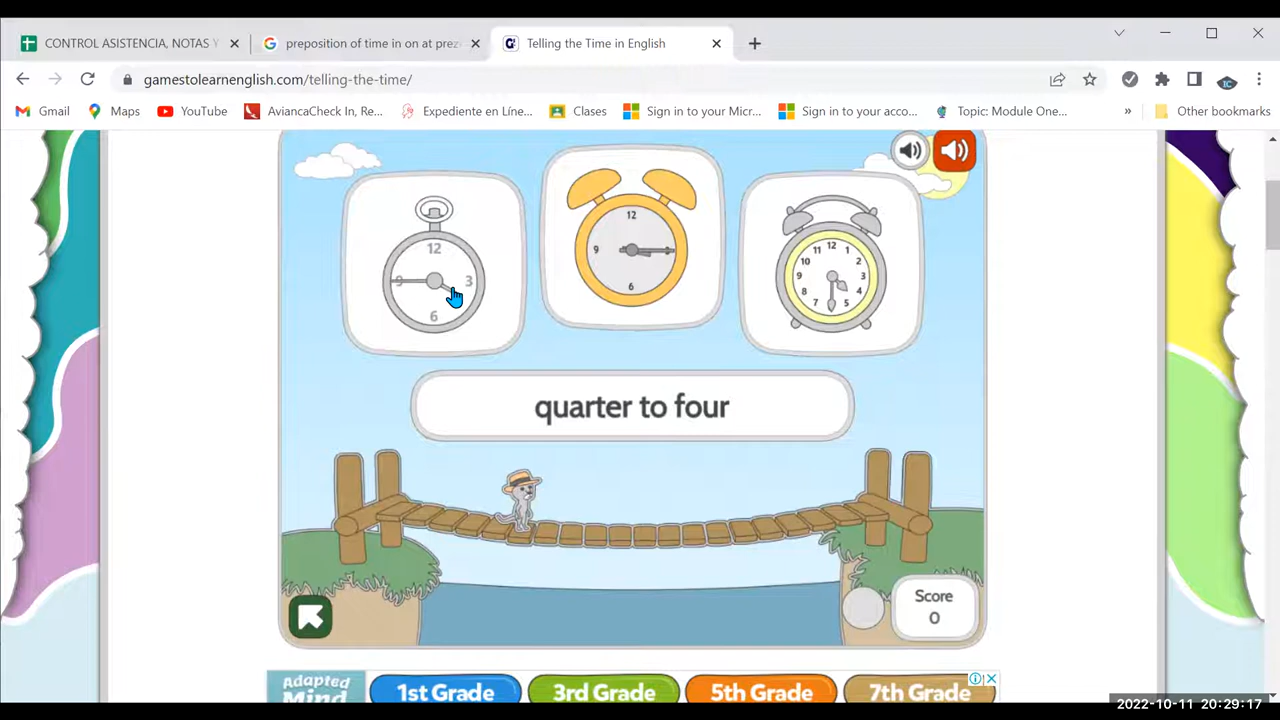 CONTROL ASISTENCIA, NOTAS Y
preposition of time in on at prez
Telling the Time in English
gamestolearnenglish.com/telling-the-time/
Gmail
Maps
YouTube
AviancaCheck In, Re...
Expediente en Líne...
Clases
Sign in to your Micr...
Sign in to your acco...
Topic: Module One...
»
Other bookmarks
12
9
3
6
12
9
6
12
1
2
3
4
5
7
8
9
10
11
quarter to four
Score
0
Adapted
Mind
1st Grade
3rd Grade
5th Grade
7th Grade
2022-10-11 20:29:17